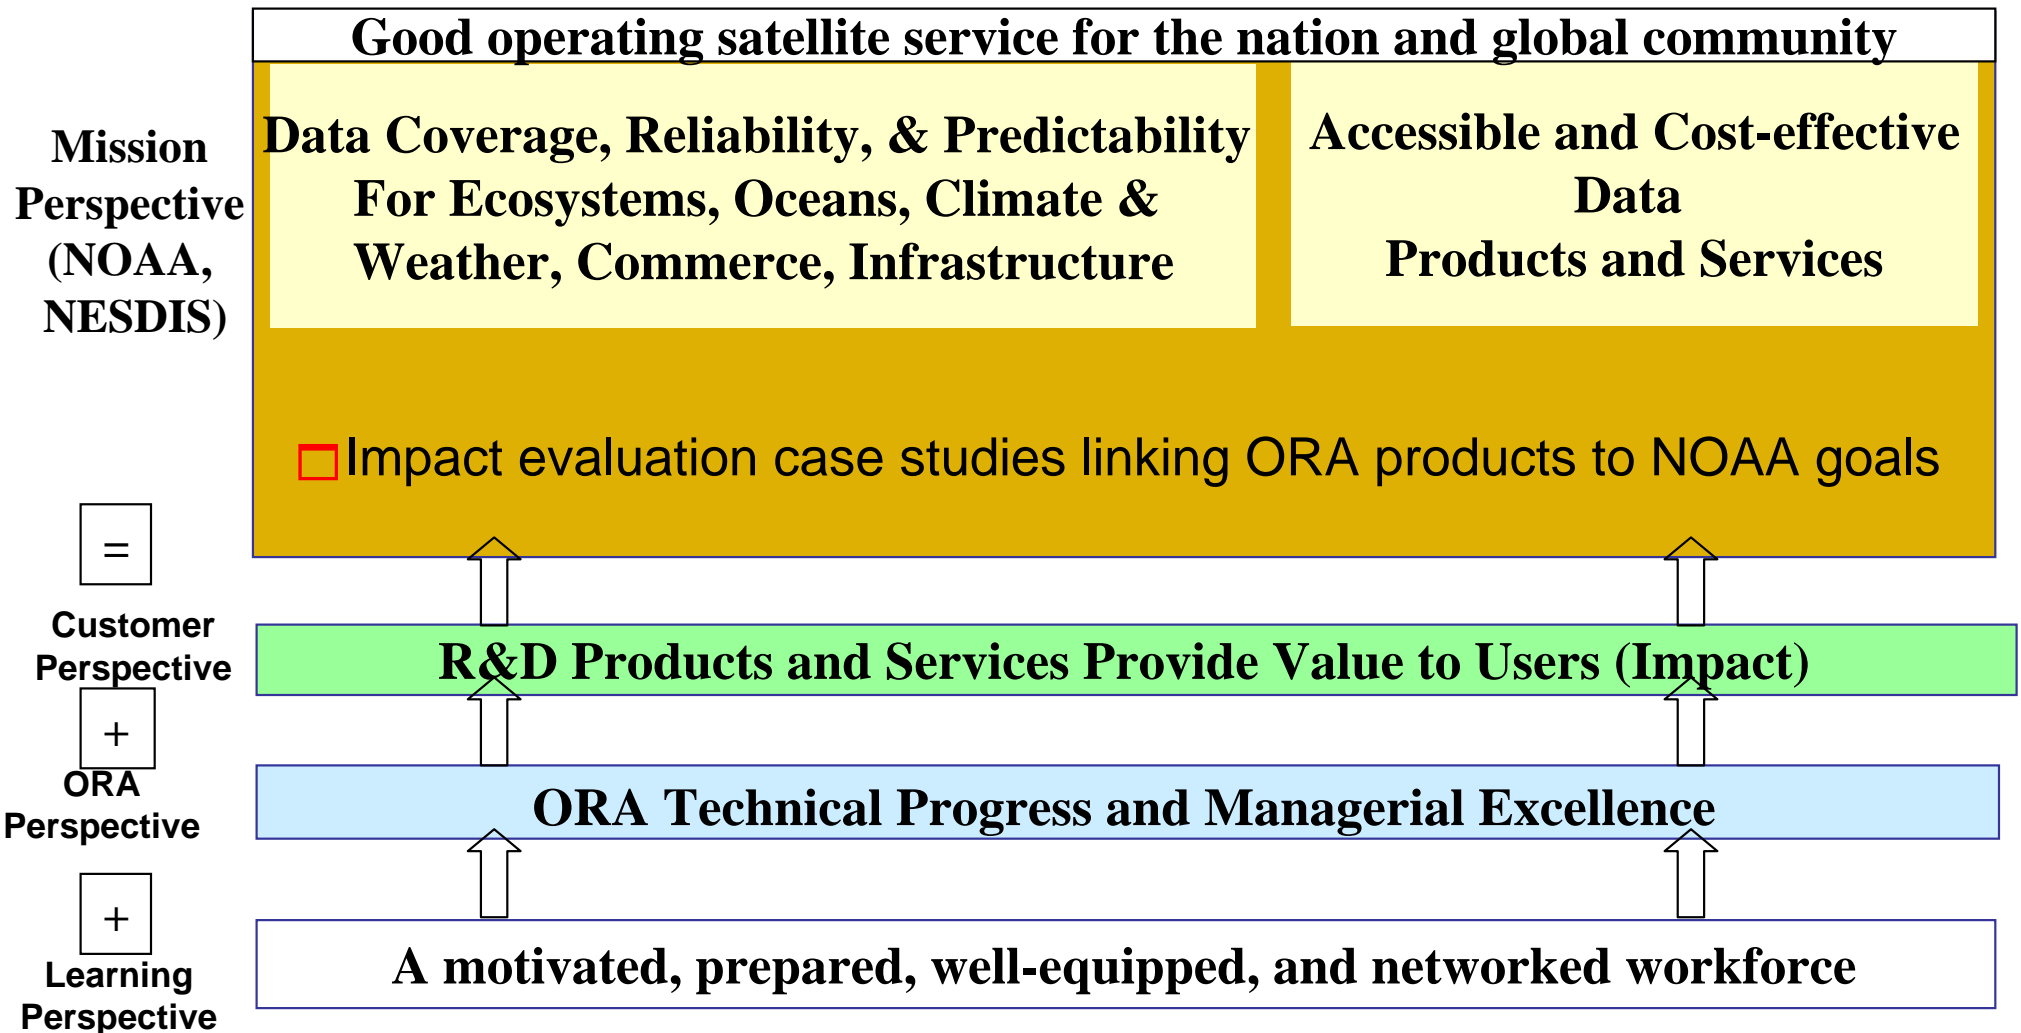 Good operating satellite service for the nation and global community
Mission
Perspective
(NOAA,
NESDIS)
Data Coverage, Reliability, & Predictability
For Ecosystems, Oceans, Climate &
Weather, Commerce, Infrastructure
Accessible and Cost-effective
Data
Products and Services
Impact evaluation case studies linking ORA products to NOAA goals
=
Customer
Perspective
R&D Products and Services Provide Value to Users (Impact)
+
ORA
Perspective
ORA Technical Progress and Managerial Excellence
+
Learning
Perspective
A motivated, prepared, well-equipped, and networked workforce